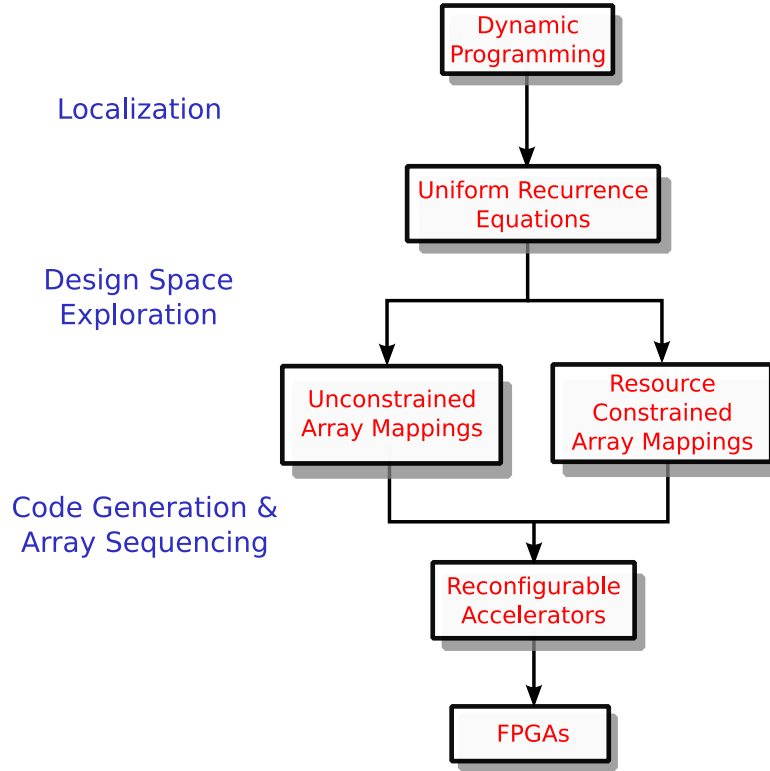 Dynamic
Programming
Localization
Uniform Recurrence
Equations
Design Space
Exploration
Unconstrained
Array Mappings
Resource
Constrained
Array Mappings
Code Generation &
Array Sequencing
Reconfigurable
Accelerators
FPGAs